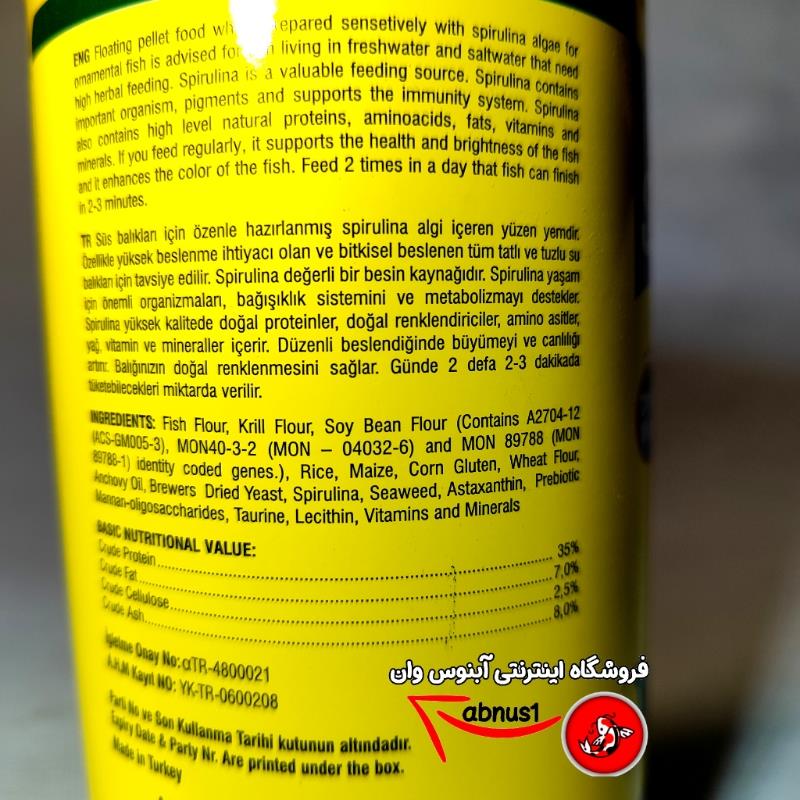 ENG Floating pellet food repared sensetively with spirulina algae for
ornamental fish is advised for living in freshwater and saltwater that need
high herbal feeding. Spirulina is a valuable feeding source. Spirulina contains
important organism, pigments and supports the immunity system. Spirulina
also contains high level natural proteins, aminoacids, fats, vitamins and
minerals. If you feed regularly, it supports the health and brightness of the fish
and it enhances the color of the fish. Feed 2 times in a day that fish can finish
in 2-3 minutes.
TR Süs balıkları için özenle hazırlanmış spirulina algi içeren yüzen yemdir.
Özellikle yüksek beslenme ihtiyacı olan ve bitkisel beslenen tüm tatlı ve tuzlu su
balıkları için tavsiye edilir. Spirulina değerli bir besin kaynağıdır. Spirulina yaşam
için önemli organizmaları, bağışıklık sistemini ve metabolizmayı destekler.
Spirulina yüksek kalitede doğal proteinler, doğal renklendiriciler, amino asitler,
yağ, vitamin ve mineraller içerir. Düzenli beslendiğinde büyümeyi ve canlılığı
artırır. Balığınızın doğal renklenmesini sağlar. Günde 2 defa 2-3 dakikada
tüketebilecekleri miktarda verilir.
INGREDIENTS: Fish Flour, Krill Flour, Soy Bean Flour (Contains A2704-12
(ACS-GM005-3), MON40-3-2 (MON – 04032-6) and MON 89788 (MON
89788-1) identity coded genes.), Rice, Maize, Corn Gluten, Wheat Flour,
Anchovy Oil, Brewers Dried Yeast, Spirulina, Seaweed, Astaxanthin, Prebiotic
Mannan-oligosaccharides, Taurine, Lecithin, Vitamins and Minerals
BASIC NUTRITIONAL VALUE:
Crude Protein 35%
Crude Fat 7,0%
Crude Cellulose 2,5%
Crude Ash 8,0%
İşletme Onay No: αTR-4800021
A.H.M Kayıt NO: YK-TR-0600208
Parti No ve Son Kullanma Tarihi kutunun altındadır.
Expiry Date & Party Nr. Are printed under the box.
Made in Turkey
فروشگاه اینترنتی آبنوس وان
abnus1